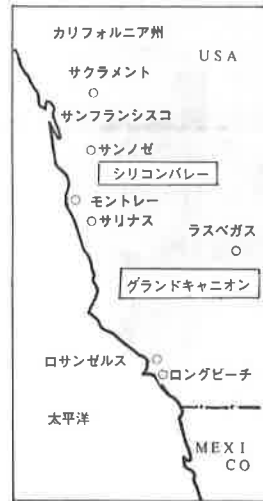 カリフォルニア州
USA
サクラメント
サンフランシスコ
サンノゼ
シリコンバレー
モントレー
サリナス
ラスベガス
グランドキャニオン
ロサンゼルス
ロングビーチ
太平洋
MEXI
CO